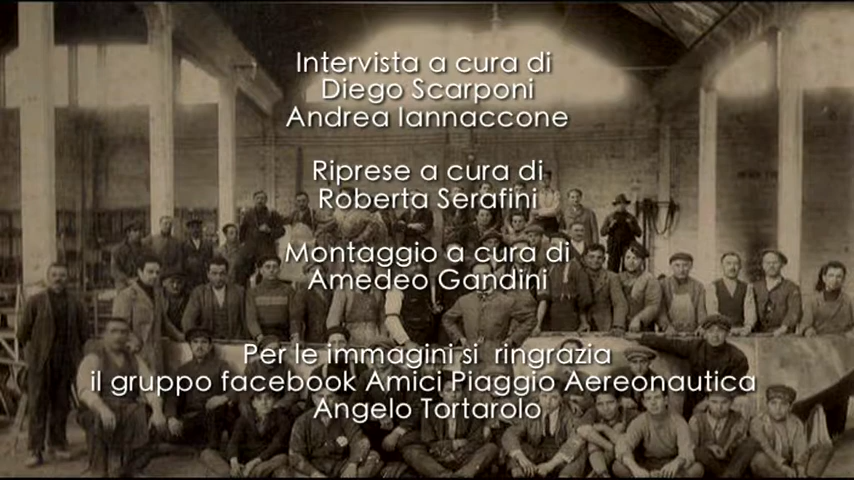 Intervista a cura di
Diego Scarponi
Andrea Iannaccone
Riprese a cura di
Roberta Serafini
Montaggio a cura di
Amedeo Gandini
Per le immagini si ringrazia
il gruppo facebook Amici Piaggio Aereonautica
Angelo Tortarolo